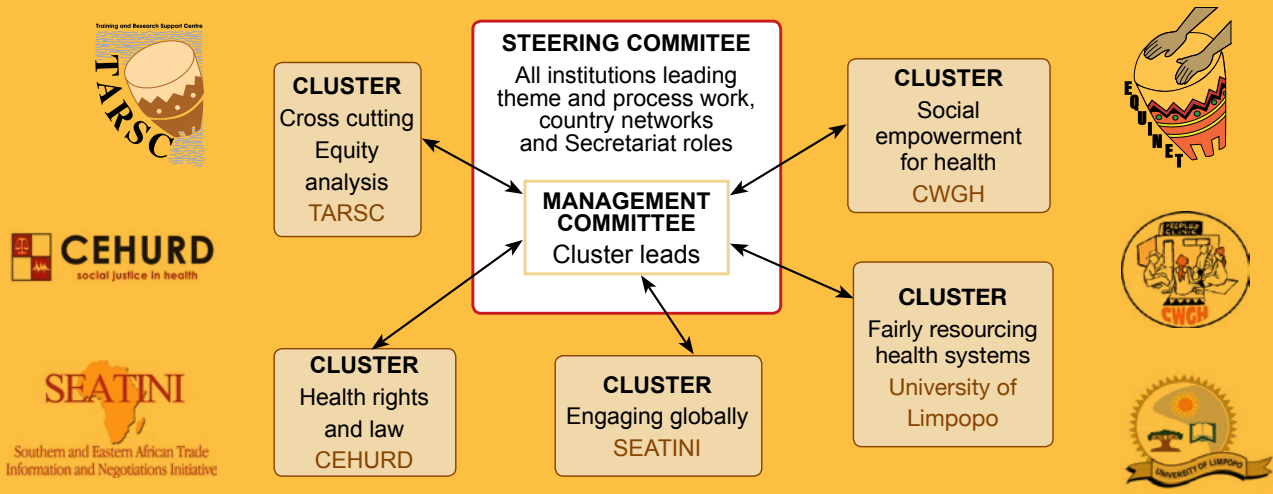 Training and Research Support Centre
TARSC
CEHURD
social justice in health
SEATINI
Southern and Eastern African Trade
Information and Negotiations Initiative
CLUSTER
Cross cutting
Equity
analysis
TARSC
STEERING COMMITEE
All institutions leading
theme and process work,
country networks
and Secretariat roles
MANAGEMENT
COMMITTEE
Cluster leads
CLUSTER
Social
empowerment
for health
CWGH
CLUSTER
Health rights
and law
CEHURD
CLUSTER
Engaging globally
SEATINI
CLUSTER
Fairly resourcing
health systems
University of
Limpopo
EQUINET
PEOPLES
CLINIC
CWGH
UNIVERSITY OF LIMPOPO